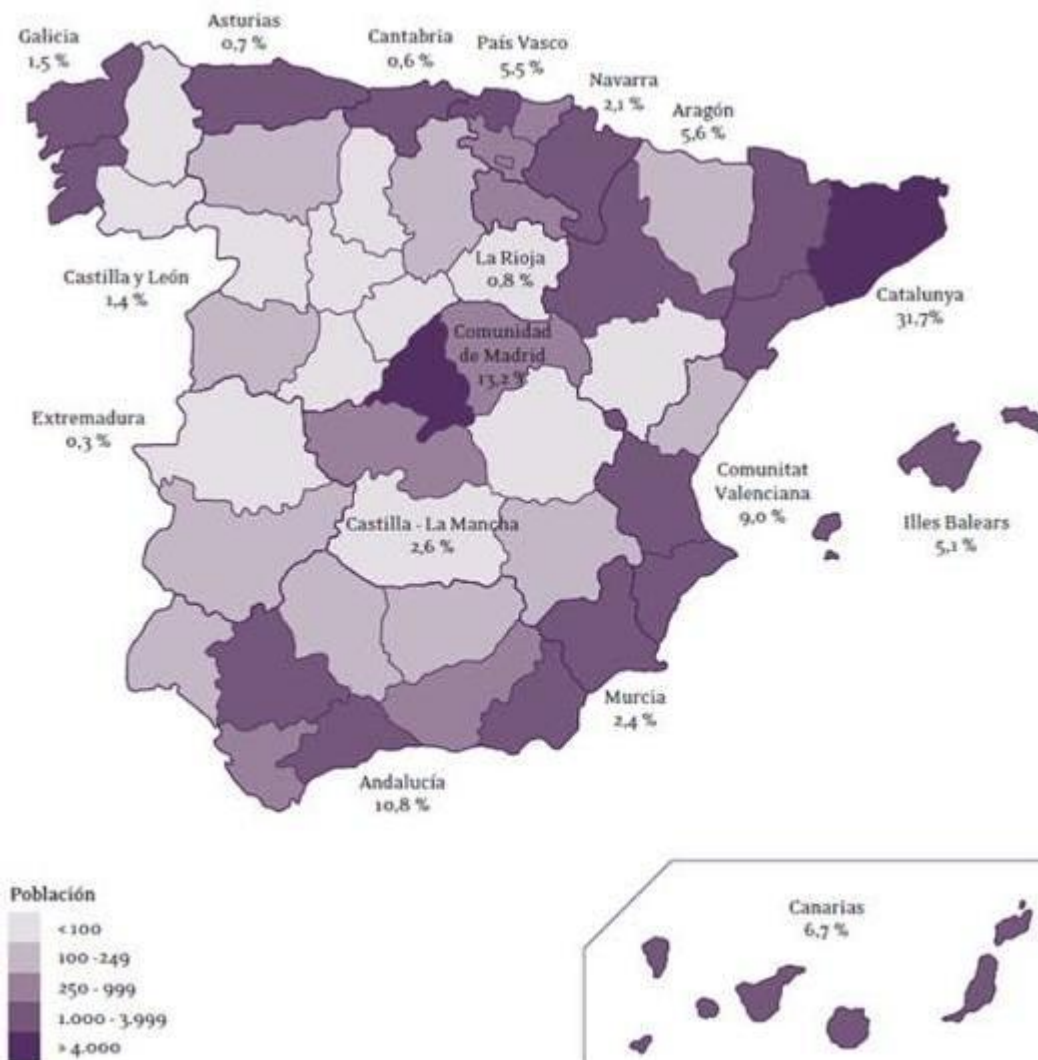 Asturias
0,7 %
Galicia
1,5 %
Cantabria
0,6 %
País Vasco
5,5 %
Navarra
2,1 %
Aragón
5,6 %
La Rioja
0,8 %
Castilla y León
1,4 %
Catalunya
31,7%
Comunidad
de Madrid
13,2 %
Extremadura
0,3 %
Comunitat
Valenciana
9,0 %
Illes Balears
5,1 %
Castilla - La Mancha
2,6 %
Murcia
2,4 %
Andalucía
10,8 %
Población
< 100
100 -249
250 - 999
1.000 - 3.999
> 4.000
Canarias
6,7 %